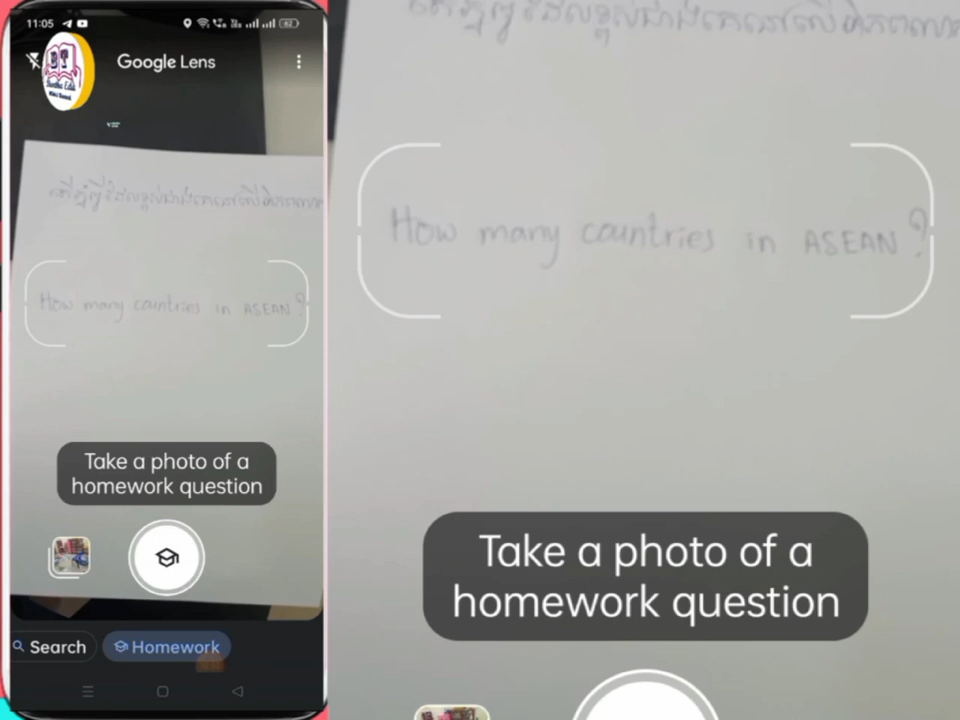 11:05
Google Lens
How many countries in ASEAN?
Take a photo of a
homework question
Search
Homework
How many countries in ASEAN?
Take a photo of a
homework question